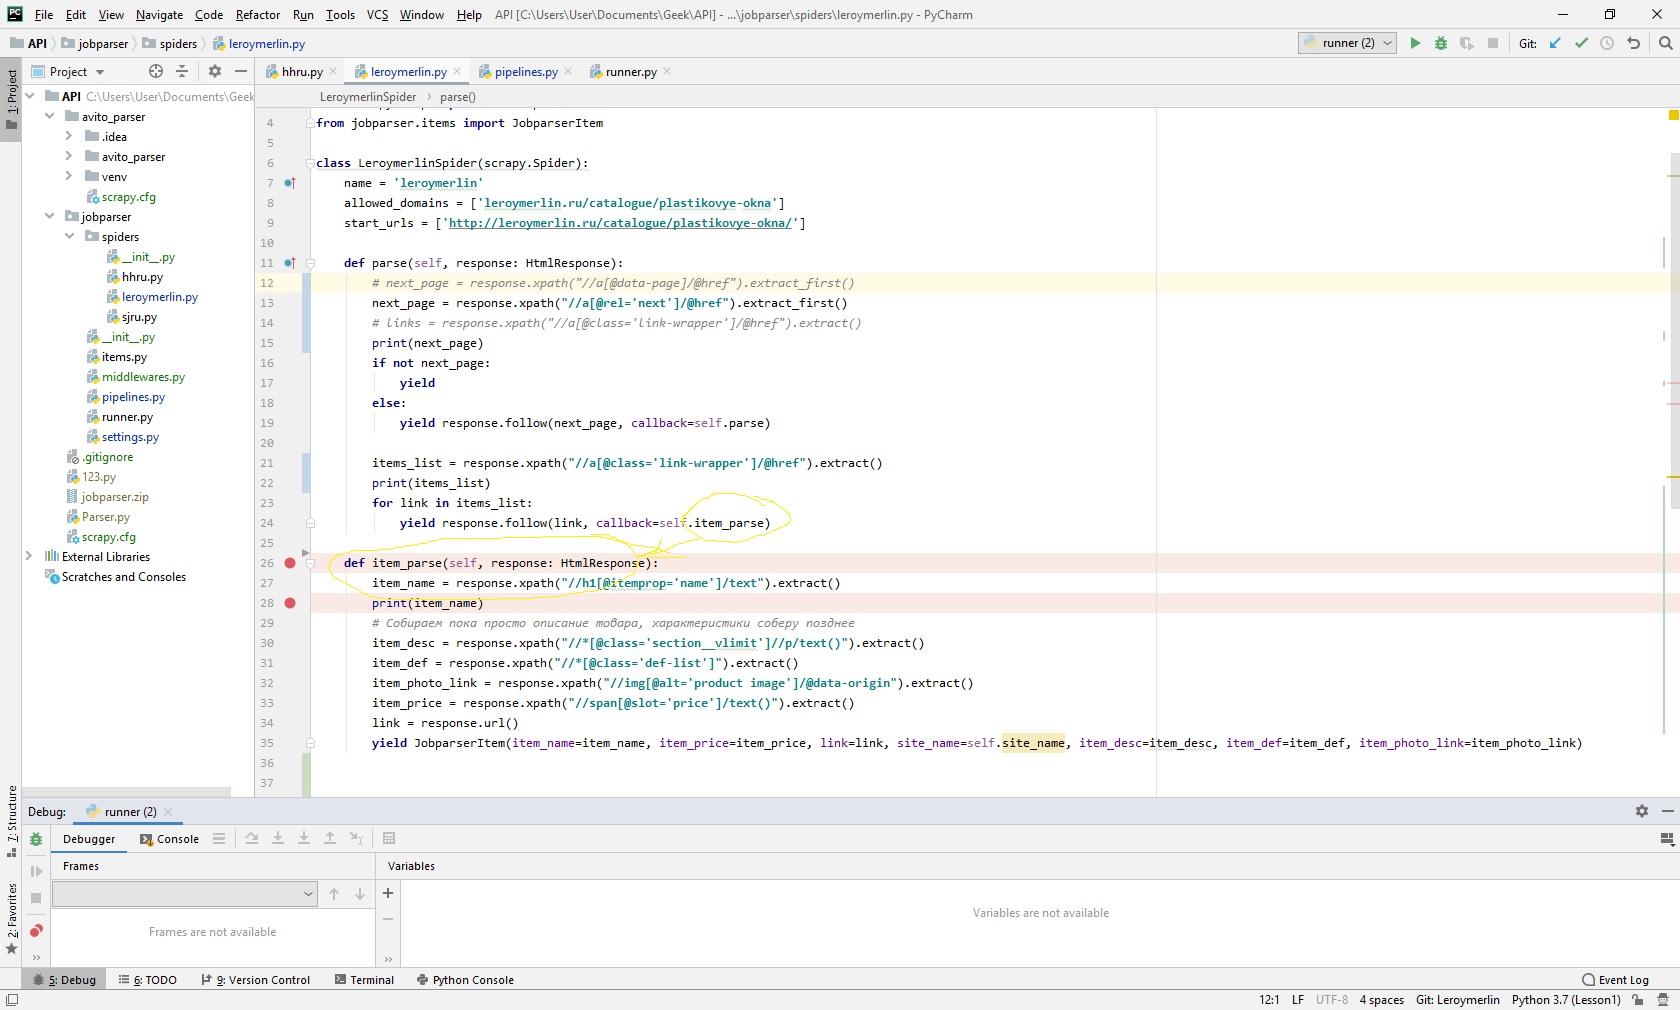 File Edit View Navigate Code Refactor Run Tools VCS Window Help API [C:\Users\User\Documents\Geek\API] - ...\jobparser\spiders\leroymerlin.py - PyCharm
API jobparser spiders leroymerlin.py runner (2) Git:
Project hhru.py leroymerlin.py pipelines.py runner.py
1: Project
API C:\Users\User\Documents\Geek
avito_parser
.idea
avito_parser
venv
scrapy.cfg
jobparser
spiders
__init__.py
hhru.py
leroymerlin.py
sjru.py
__init__.py
items.py
middlewares.py
pipelines.py
runner.py
settings.py
.gitignore
123.py
jobparser.zip
Parser.py
scrapy.cfg
External Libraries
Scratches and Consoles
LeroymerlinSpider parse()
4 from jobparser.items import JobparserItem
5
6 class LeroymerlinSpider(scrapy.Spider):
7 name = 'leroymerlin'
8 allowed_domains = ['leroymerlin.ru/catalogue/plastikovye-okna']
9 start_urls = ['http://leroymerlin.ru/catalogue/plastikovye-okna/']
10
11 def parse(self, response: HtmlResponse):
12 # next_page = response.xpath("//a[@data-page]/@href").extract_first()
13 next_page = response.xpath("//a[@rel='next']/@href").extract_first()
14 # links = response.xpath("//a[@class='link-wrapper']/@href").extract()
15 print(next_page)
16 if not next_page:
17 yield
18 else:
19 yield response.follow(next_page, callback=self.parse)
20
21 items_list = response.xpath("//a[@class='link-wrapper']/@href").extract()
22 print(items_list)
23 for link in items_list:
24 yield response.follow(link, callback=self.item_parse)
25
26 def item_parse(self, response: HtmlResponse):
27 item_name = response.xpath("//h1[@itemprop='name']/text").extract()
28 print(item_name)
29 # Собираем пока просто описание товара, характеристики соберу позднее
30 item_desc = response.xpath("//*[@class='section__vlimit']//p/text()").extract()
31 item_def = response.xpath("//*[@class='def-list']").extract()
32 item_photo_link = response.xpath("//img[@alt='product image']/@data-origin").extract()
33 item_price = response.xpath("//span[@slot='price']/text()").extract()
34 link = response.url()
35 yield JobparserItem(item_name=item_name, item_price=item_price, link=link, site_name=self.site_name, item_desc=item_desc, item_def=item_def, item_photo_link=item_photo_link)
36
37
7: Structure
2: Favorites
Debug: runner (2)
Debugger Console
Frames Variables
Frames are not available
Variables are not available
5: Debug 6: TODO 9: Version Control Terminal Python Console Event Log
12:1 LF UTF-8 4 spaces Git: Leroymerlin Python 3.7 (Lesson1)